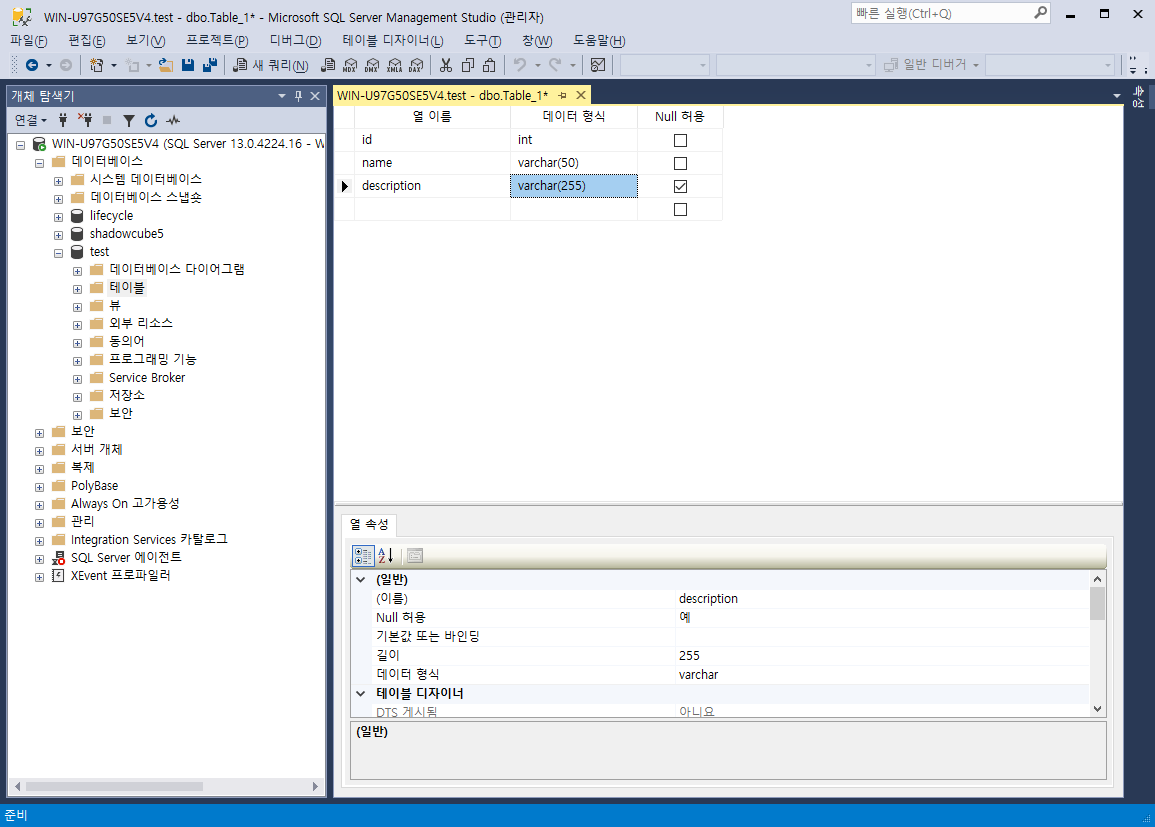 WIN-U97G50SE5V4.test - dbo.Table_1* - Microsoft SQL Server Management Studio (관리자)
빠른 실행(Ctrl+Q)
파일(F) 편집(E) 보기(V) 프로젝트(P) 디버그(D) 테이블 디자이너(L) 도구(T) 창(W) 도움말(H)
새 쿼리(N) MDX DMX XMLA DAX 일반 디버거
개체 탐색기
연결
WIN-U97G50SE5V4 (SQL Server 13.0.4224.16 - W
데이터베이스
시스템 데이터베이스
데이터베이스 스냅숏
lifecycle
shadowcube5
test
데이터베이스 다이어그램
테이블
뷰
외부 리소스
동의어
프로그래밍 기능
Service Broker
저장소
보안
보안
서버 개체
복제
PolyBase
Always On 고가용성
관리
Integration Services 카탈로그
SQL Server 에이전트
XEvent 프로파일러
WIN-U97G50SE5V4.test - dbo.Table_1*
열 이름 데이터 형식 Null 허용
id int
name varchar(50)
description varchar(255)
열 속성
(일반)
(이름) description
Null 허용 예
기본값 또는 바인딩
길이 255
데이터 형식 varchar
테이블 디자이너
DTS 게시됨 아니요
(일반)
속성
준비